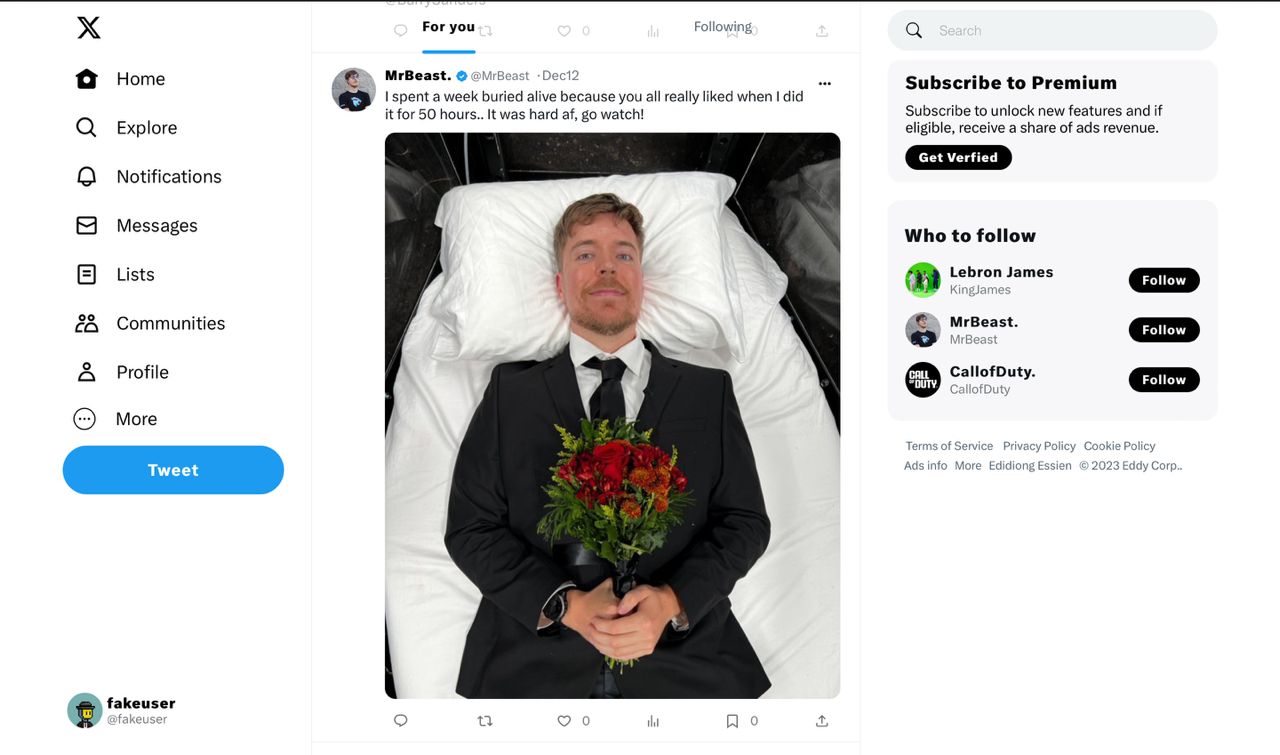 Home
Explore
Notifications
Messages
Lists
Communities
Profile
More
Tweet
fakeuser
@fakeuser
@BarrySanders
For you
Following
0
0
MrBeast. @MrBeast · Dec12
I spent a week buried alive because you all really liked when I did
it for 50 hours.. It was hard af, go watch!
0
0
Search
Subscribe to Premium
Subscribe to unlock new features and if
eligible, receive a share of ads revenue.
Get Verfied
Who to follow
Lebron James
KingJames
Follow
MrBeast.
MrBeast
Follow
CALL OF DUTY
CallofDuty.
CallofDuty
Follow
Terms of Service Privacy Policy Cookie Policy
Ads info More Edidiong Essien © 2023 Eddy Corp..